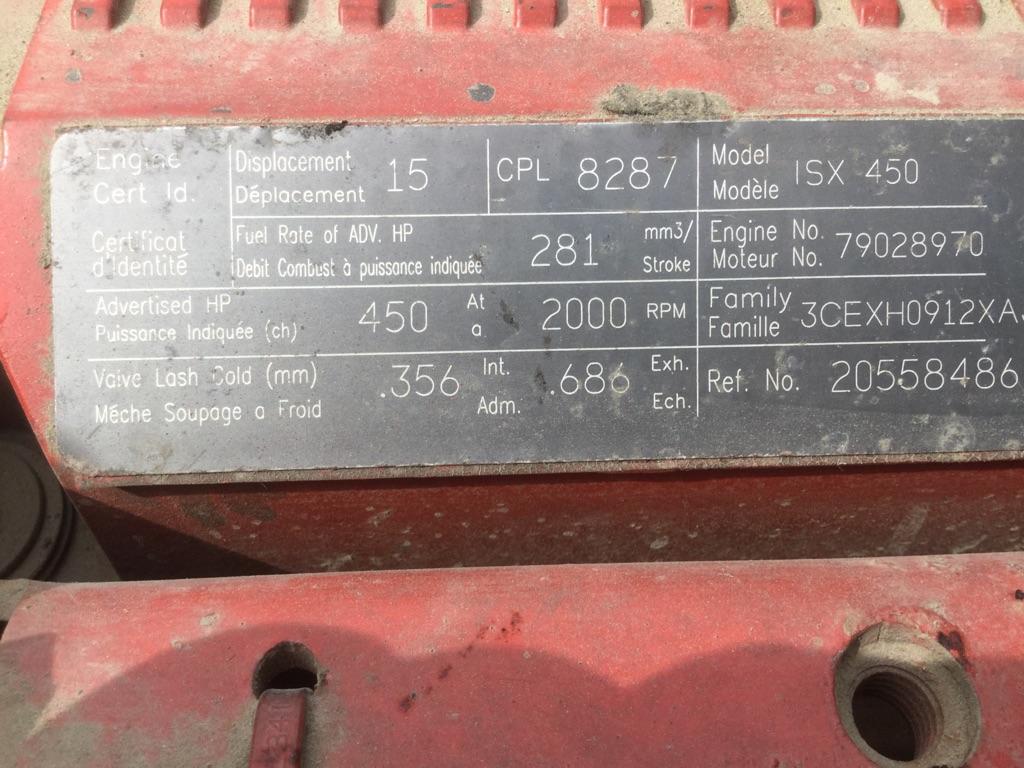 Engine
Cert Id.
Certificat
d'Identité
Displacement
Déplacement
15
CPL 8287
Model
Modèle
ISX 450
Fuel Rate of ADV. HP
Debit Combust à puissance indiquée
281
mm3/
Stroke
Engine No.
Moteur No.
79028970
Advertised HP
Puissance Indiquée (ch)
450
At
a
2000 RPM
Family
Famille
3CEXH0912XA
Valve Lash Cold (mm)
Méche Soupage a Froid
.356
Int.
Adm.
.686
Exh.
Ech.
Ref. No. 20558486